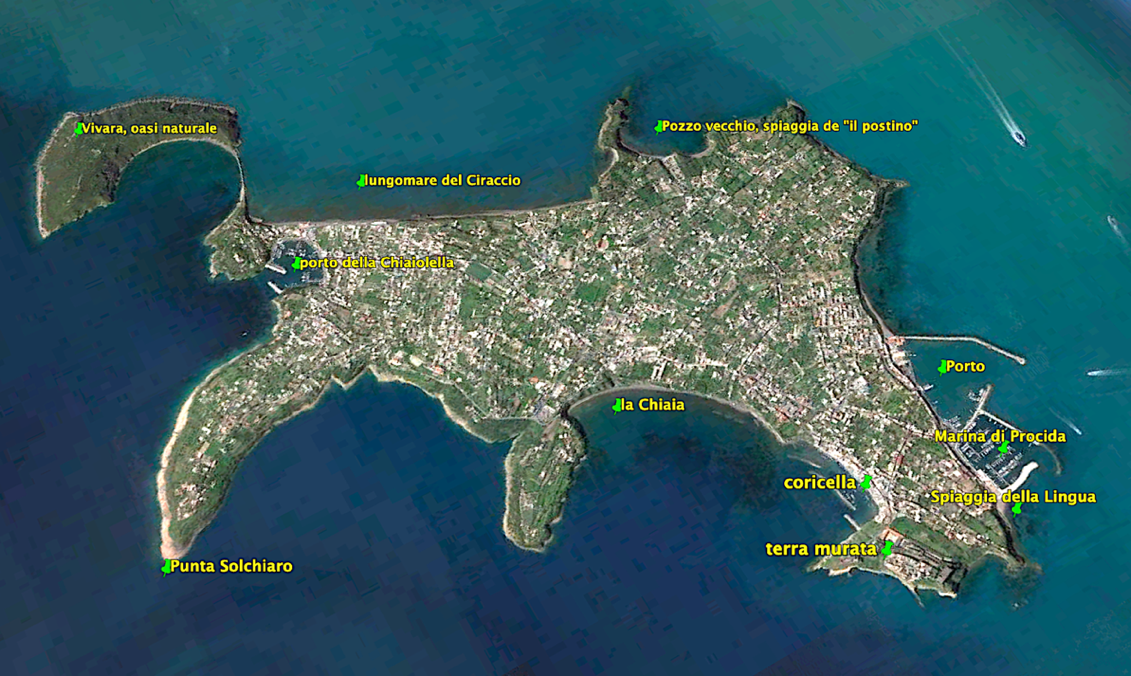 Vivara, oasi naturale
Pozzo vecchio, spiaggia de "il postino"
lungomare del Ciraccio
porto della Chiaiolella
Porto
la Chiaia
Marina di Procida
coricella
Spiaggia della Lingua
terra murata
Punta Solchiaro